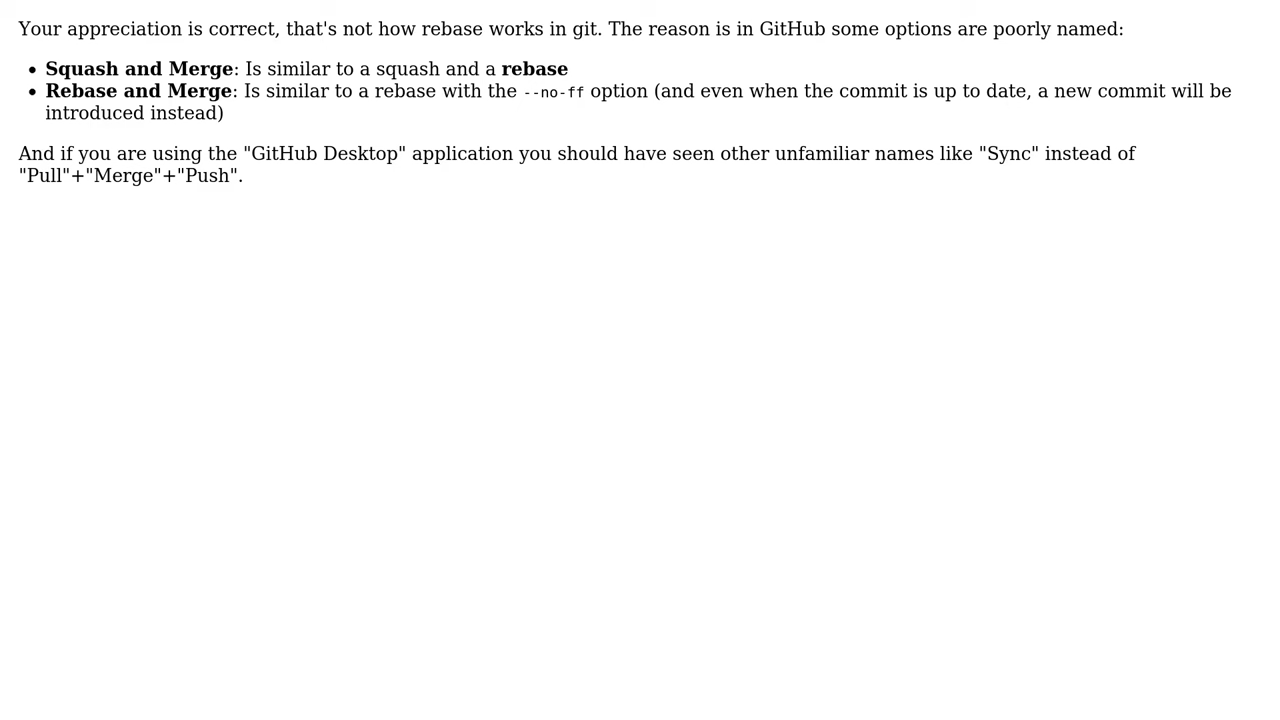 Your appreciation is correct, that's not how rebase works in git. The reason is in GitHub some options are poorly named:
• Squash and Merge: Is similar to a squash and a rebase
• Rebase and Merge: Is similar to a rebase with the --no-ff option (and even when the commit is up to date, a new commit will be
introduced instead)
And if you are using the "GitHub Desktop" application you should have seen other unfamiliar names like "Sync" instead of
"Pull"+"Merge"+"Push".